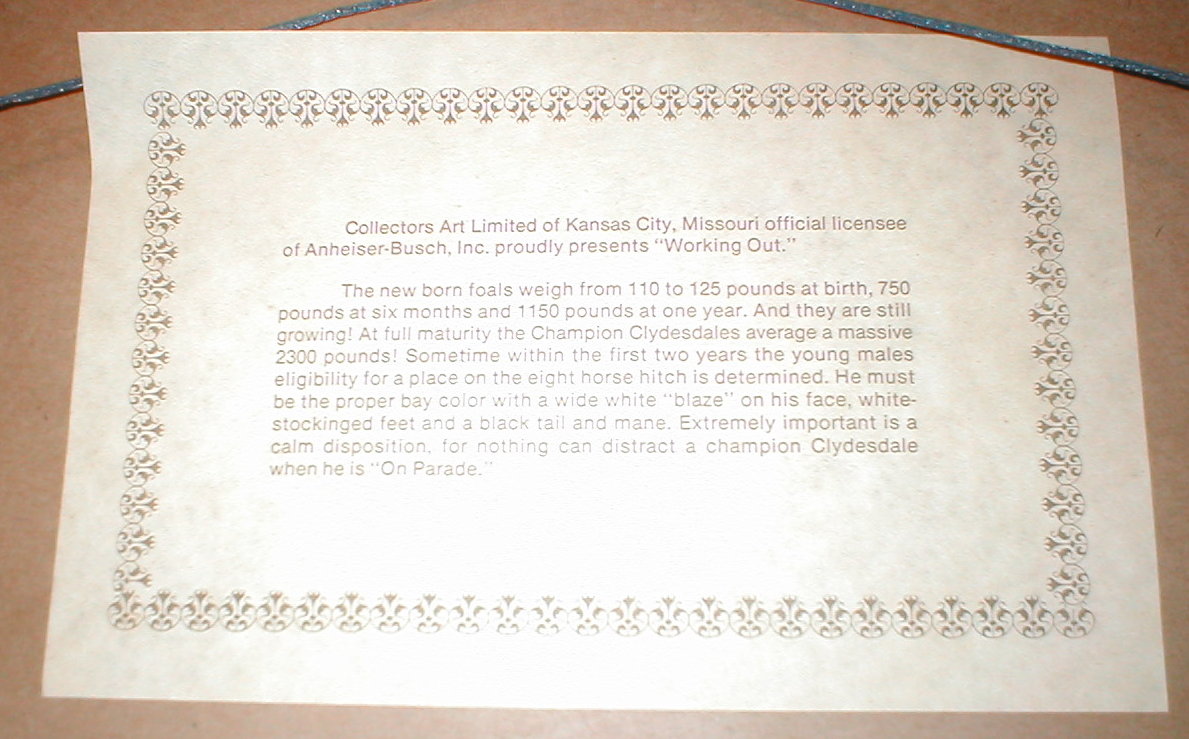 Collectors Art Limited of Kansas City, Missouri official licensee
of Anheiser-Busch, Inc. proudly presents "Working Out."
The new born foals weigh from 110 to 125 pounds at birth, 750
pounds at six months and 1150 pounds at one year. And they are still
growing! At full maturity the Champion Clydesdales average a massive
2300 pounds! Sometime within the first two years the young males
eligibility for a place on the eight horse hitch is determined. He must
be the proper bay color with a wide white "blaze" on his face, white-
stockinged feet and a black tail and mane. Extremely important is a
calm disposition, for nothing can distract a champion Clydesdale
when he is "On Parade."